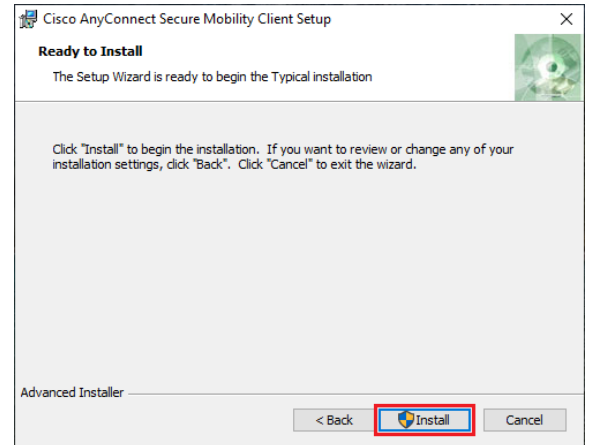 Cisco AnyConnect Secure Mobility Client Setup
Ready to Install
The Setup Wizard is ready to begin the Typical installation
Click "Install" to begin the installation. If you want to review or change any of your
installation settings, click "Back". Click "Cancel" to exit the wizard.
Advanced Installer
< Back
Install
Cancel